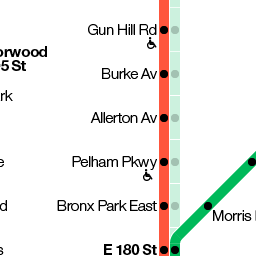 Gun Hill Rd
orwood
5 St
Burke Av
rk
Allerton Av
Pelham Pkwy
e
Bronx Park East
d
Morris
E 180 St
s